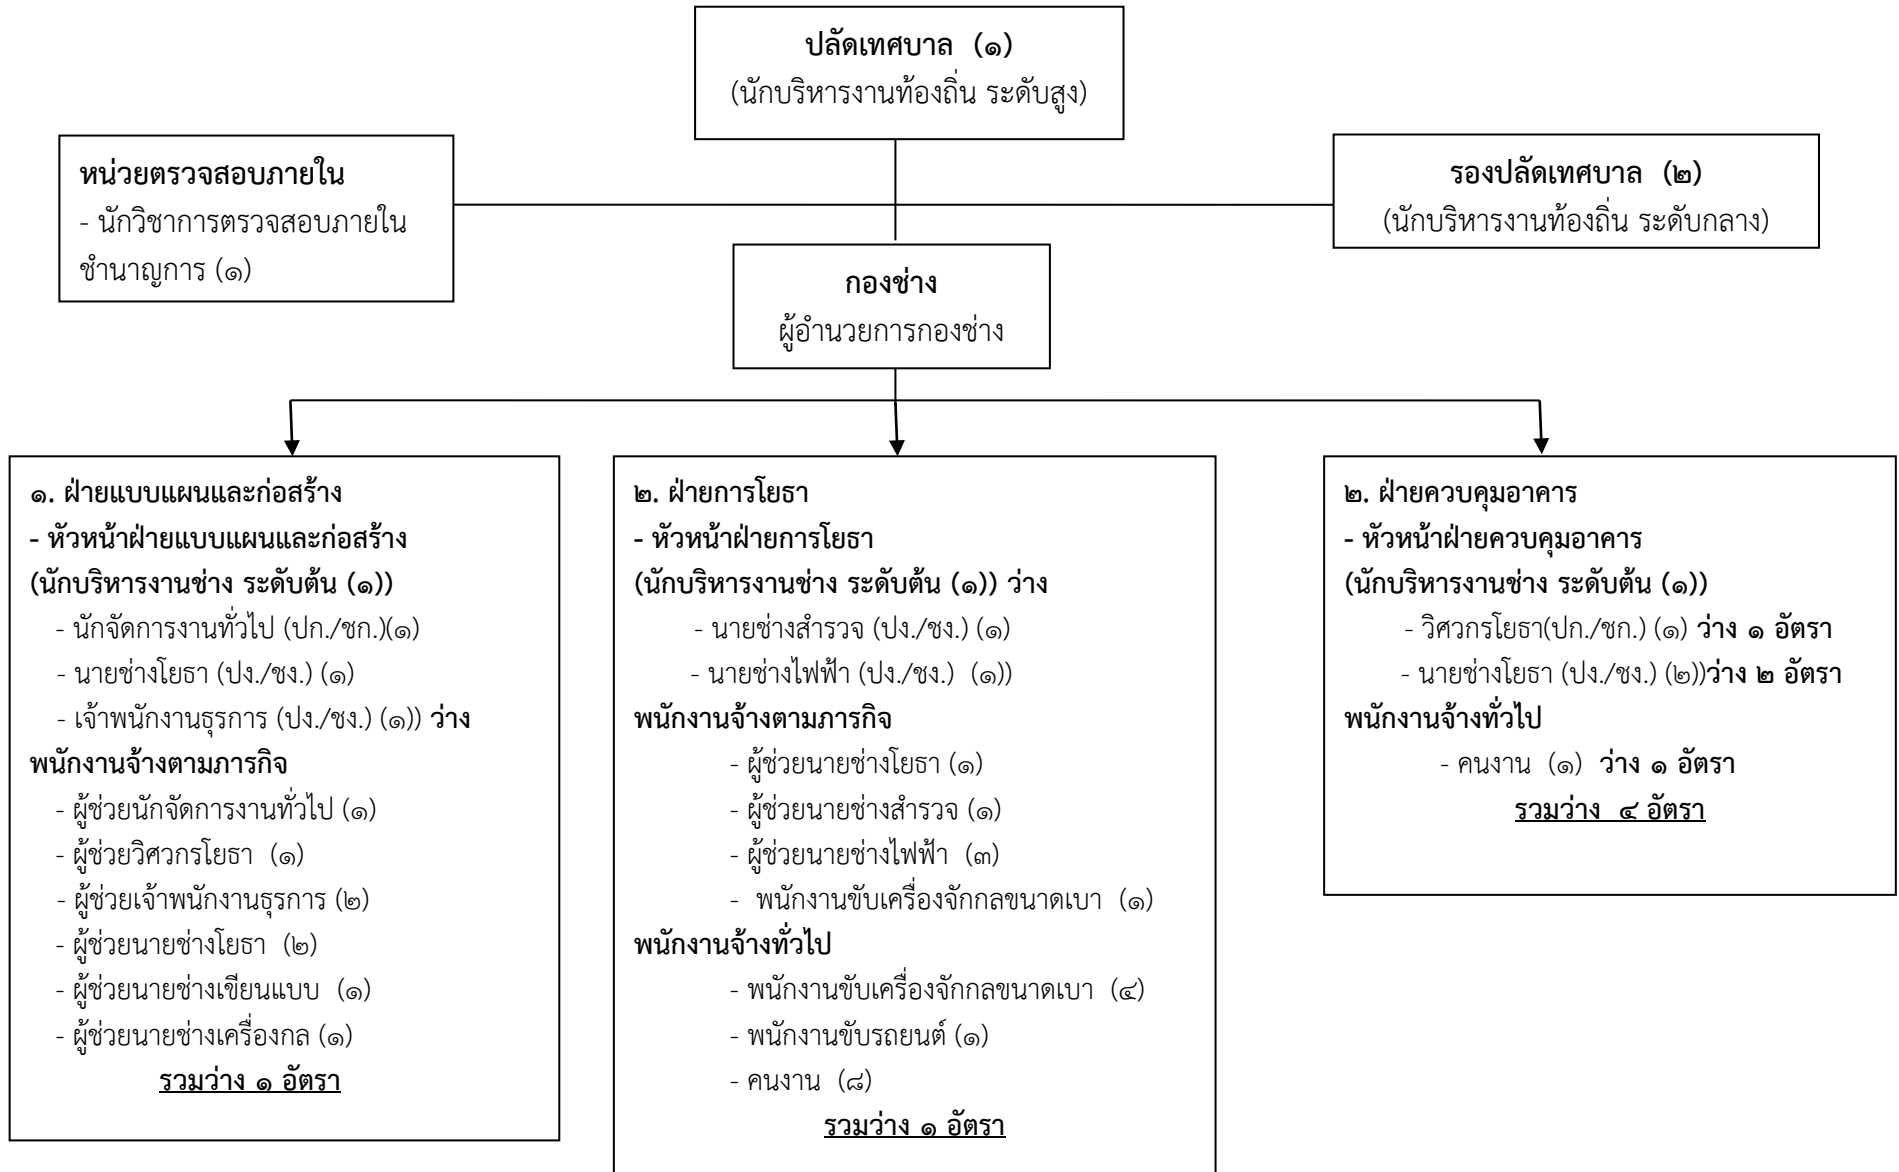 ปลัดเทศบาล (๑)
(นักบริหารงานท้องถิ่น ระดับสูง)
หน่วยตรวจสอบภายใน
- นักวิชาการตรวจสอบภายใน
ชำนาญการ (๑)
รองปลัดเทศบาล (๒)
(นักบริหารงานท้องถิ่น ระดับกลาง)
กองช่าง
ผู้อำนวยการกองช่าง
๑. ฝ่ายแบบแผนและก่อสร้าง
- หัวหน้าฝ่ายแบบแผนและก่อสร้าง
(นักบริหารงานช่าง ระดับต้น (๑))
- นักจัดการงานทั่วไป (ปก./ชก.)(๑)
- นายช่างโยธา (ปง./ชง.) (๑)
- เจ้าพนักงานธุรการ (ปง./ชง.) (๑)) ว่าง
พนักงานจ้างตามภารกิจ
- ผู้ช่วยนักจัดการงานทั่วไป (๑)
- ผู้ช่วยวิศวกรโยธา (๑)
- ผู้ช่วยเจ้าพนักงานธุรการ (๒)
- ผู้ช่วยนายช่างโยธา (๒)
- ผู้ช่วยนายช่างเขียนแบบ (๑)
- ผู้ช่วยนายช่างเครื่องกล (๑)
รวมว่าง ๑ อัตรา
๒. ฝ่ายการโยธา
- หัวหน้าฝ่ายการโยธา
(นักบริหารงานช่าง ระดับต้น (๑)) ว่าง
- นายช่างสำรวจ (ปง./ชง.) (๑)
- นายช่างไฟฟ้า (ปง./ชง.) (๑))
พนักงานจ้างตามภารกิจ
- ผู้ช่วยนายช่างโยธา (๑)
- ผู้ช่วยนายช่างสำรวจ (๑)
- ผู้ช่วยนายช่างไฟฟ้า (๓)
- พนักงานขับเครื่องจักกลขนาดเบา (๑)
พนักงานจ้างทั่วไป
- พนักงานขับเครื่องจักกลขนาดเบา (๔)
- พนักงานขับรถยนต์ (๑)
- คนงาน (๘)
รวมว่าง ๑ อัตรา
๒. ฝ่ายควบคุมอาคาร
- หัวหน้าฝ่ายควบคุมอาคาร
(นักบริหารงานช่าง ระดับต้น (๑))
- วิศวกรโยธา(ปก./ชก.) (๑) ว่าง ๑ อัตรา
- นายช่างโยธา (ปง./ชง.) (๒))ว่าง ๒ อัตรา
พนักงานจ้างทั่วไป
- คนงาน (๑) ว่าง ๑ อัตรา
รวมว่าง ๔ อัตรา